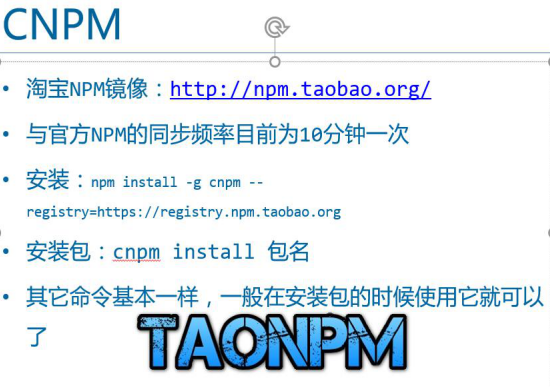 CNPM
• 淘宝NPM镜像：http://npm.taobao.org/
• 与官方NPM的同步频率目前为10分钟一次
• 安装：npm install -g cnpm --
registry=https://registry.npm.taobao.org
• 安装包：cnpm install 包名
• 其它命令基本一样，一般在安装包的时候使用它就可以
了
TAONPM